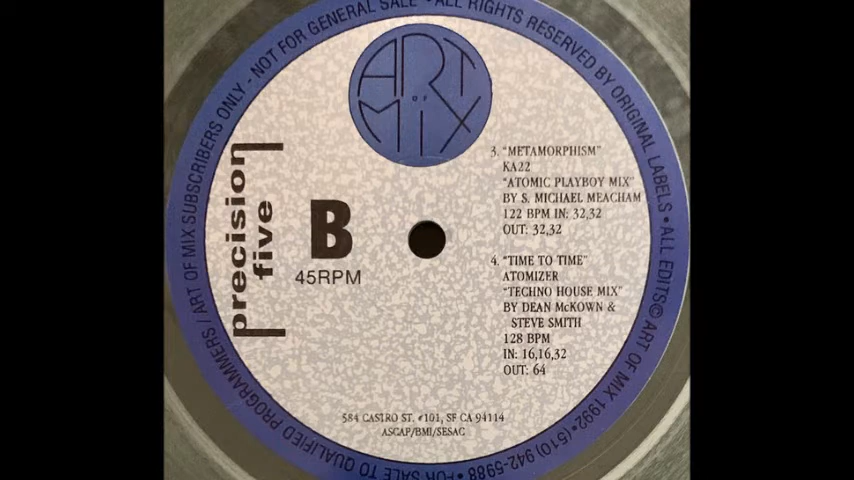 ART
OF
MIX
precision
five
B
45RPM
3. "METAMORPHISM"
KA22
"ATOMIC PLAYBOY MIX"
BY S. MICHAEL MEACHAM
122 BPM IN: 32,32
OUT: 32,32
4. "TIME TO TIME"
ATOMIZER
"TECHNO HOUSE MIX"
BY DEAN McKOWN &
STEVE SMITH
128 BPM
IN: 16,16,32
OUT: 64
584 CASTRO ST. #101, SF CA 94114
ASCAP/BMI/SESAC
FOR SALE TO QUALIFIED PROGRAMMERS / ART OF MIX SUBSCRIBERS ONLY - NOT FOR GENERAL SALE • ALL RIGHTS RESERVED BY ORIGINAL LABELS • ALL EDITS © ART OF MIX 1992 • (510) 942-5988 •